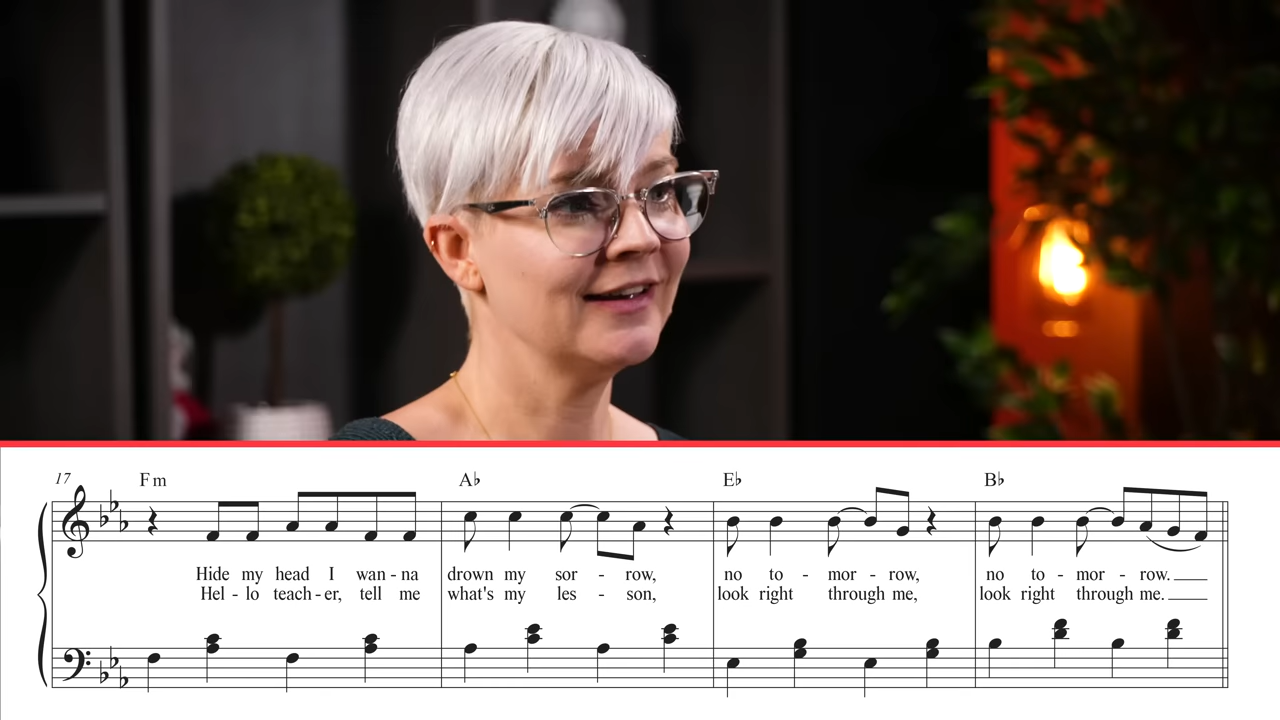 17 Fm A♭ E♭ B♭
Hide my head I wan - na drown my sor - row, no to - mor - row, no to - mor - row.
Hel - lo teach - er, tell me what's my les - son, look right through me, look right through me.